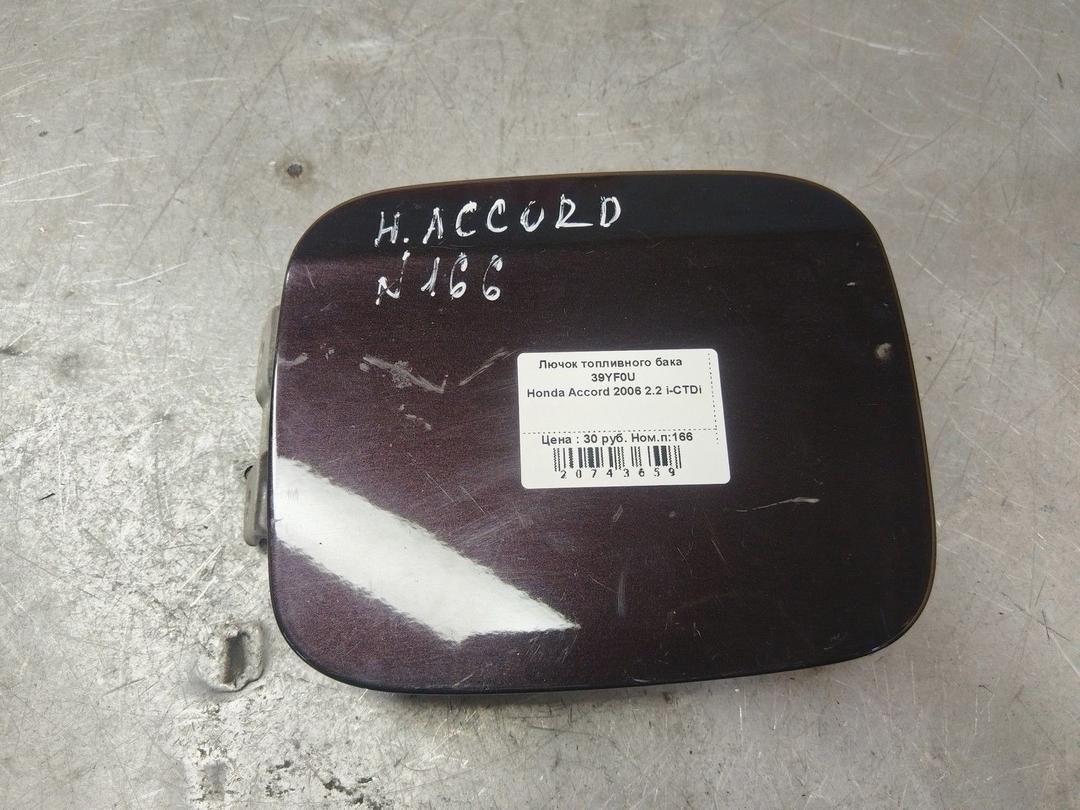 H. ACCORD
N 166
Лючок топливного бака
39YF0U
Honda Accord 2006 2.2 i-CTDi
Цена : 30 руб. Ном.п:166
20743659